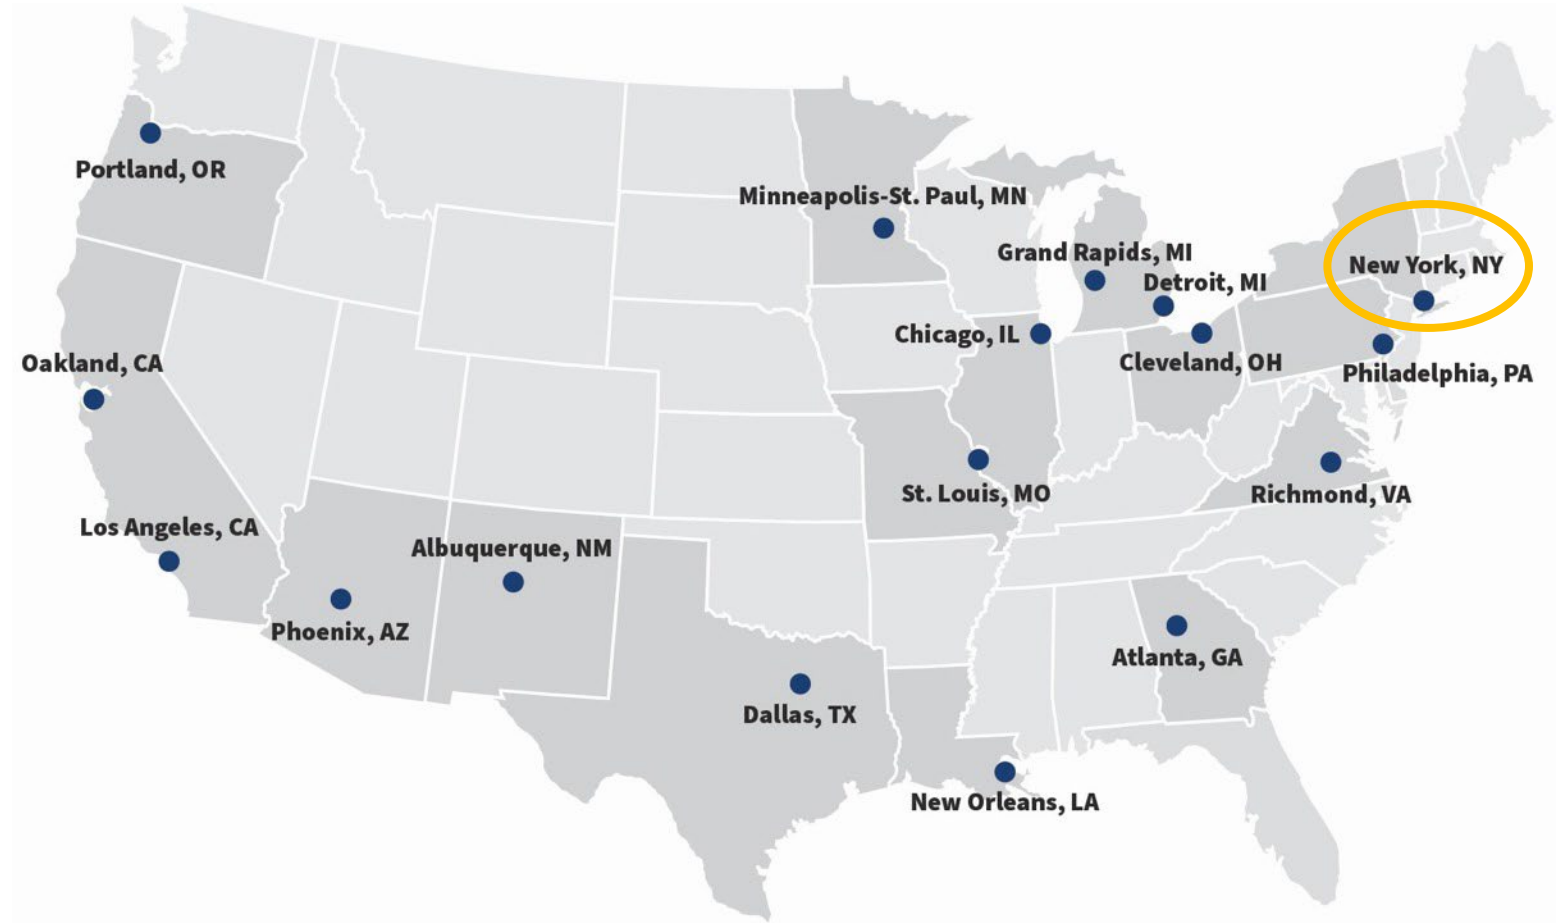 Portland, OR
Minneapolis-St. Paul, MN
Grand Rapids, MI
New York, NY
Detroit, MI
Chicago, IL
Oakland, CA
Cleveland, OH
Philadelphia, PA
St. Louis, MO
Richmond, VA
Los Angeles, CA
Albuquerque, NM
Phoenix, AZ
Atlanta, GA
Dallas, TX
New Orleans, LA